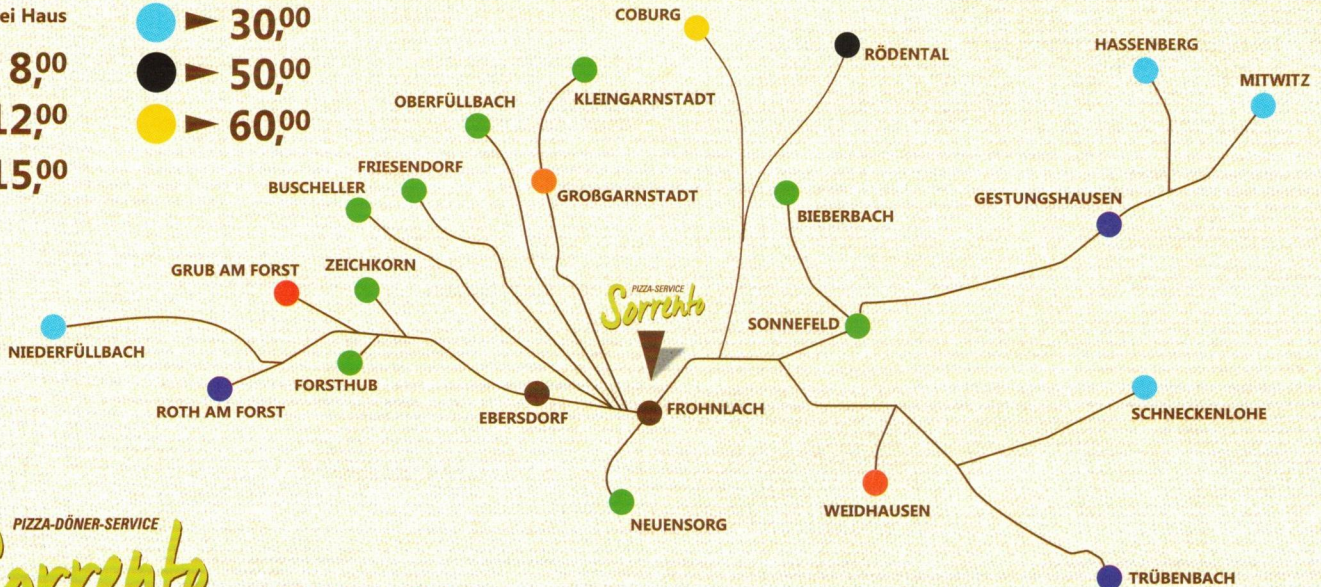 ei Haus
30,00
8,00
50,00
12,00
60,00
15,00
COBURG
RÖDENTAL
HASSENBERG
MITWITZ
OBERFÜLLBACH
KLEINGARNSTADT
FRIESENDORF
BUSCHELLER
GROßGARNSTADT
GESTUNGSHAUSEN
BIEBERBACH
GRUB AM FORST
ZEICHKORN
PIZZA-SERVICE
Sorrento
SONNEFELD
NIEDERFÜLLBACH
FORSTHUB
ROTH AM FORST
EBERSDORF
FROHNLACH
SCHNECKENLOHE
WEIDHAUSEN
NEUENSORG
PIZZA-DÖNER-SERVICE
Sorrento
TRÜBENBACH